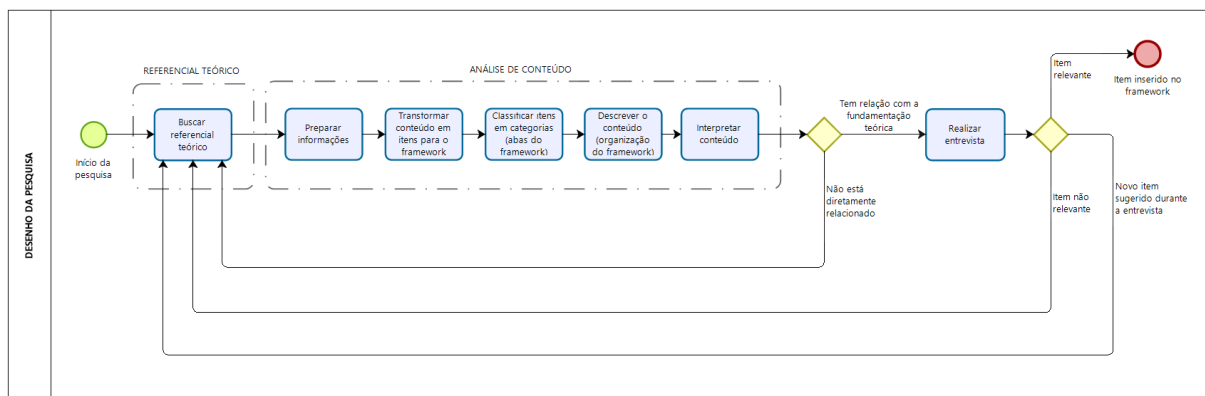 DESENHO DA PESQUISA
Início da
pesquisa
REFERENCIAL TEÓRICO
Buscar
referencial
teórico
ANÁLISE DE CONTEÚDO
Preparar
informações
Transformar
conteúdo em
itens para o
framework
Classificar itens
em categorias
(abas do
framework)
Descrever o
conteúdo
(organização
do framework)
Interpretar
conteúdo
Tem relação com a
fundamentação
teórica
Não está
diretamente
relacionado
Realizar
entrevista
Item
relevante
Item inserido no
framework
Item não
relevante
Novo item
sugerido durante
a entrevista